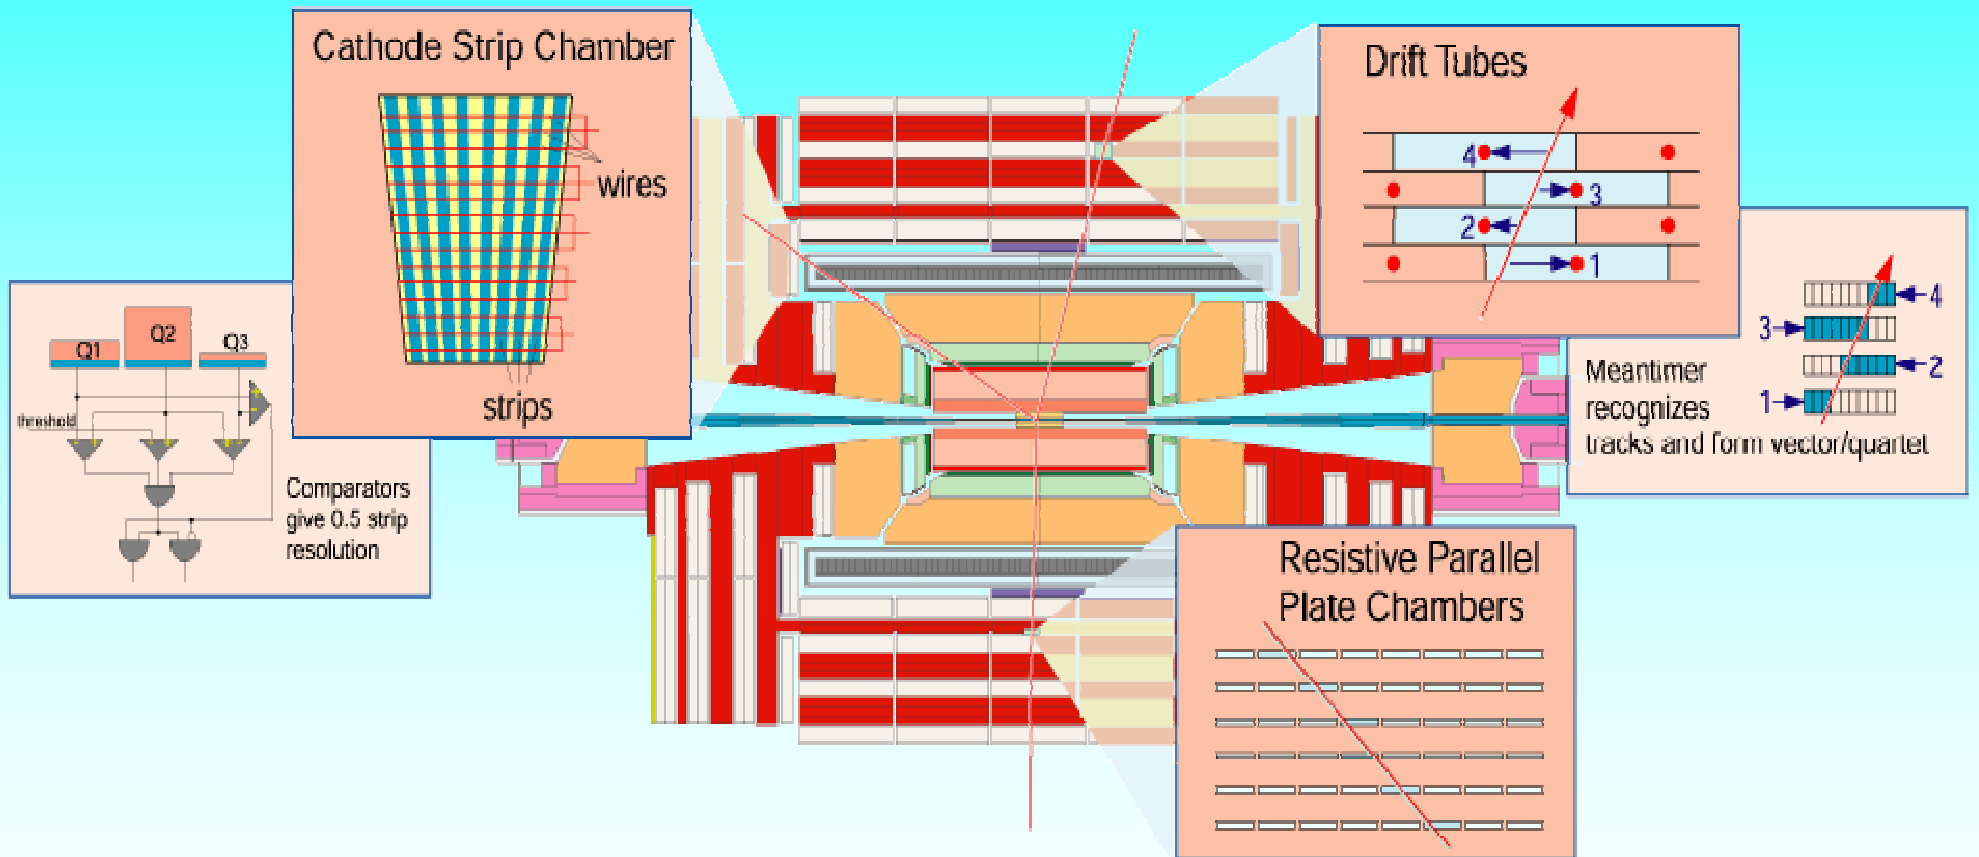 Cathode Strip Chamber
wires
strips
Q1
Q2
Q3
threshold
Comparators
give 0.5 strip
resolution
Drift Tubes
4
3
2
1
4
3
2
1
Meantimer
recognizes
tracks and form vector/quartet
Resistive Parallel
Plate Chambers